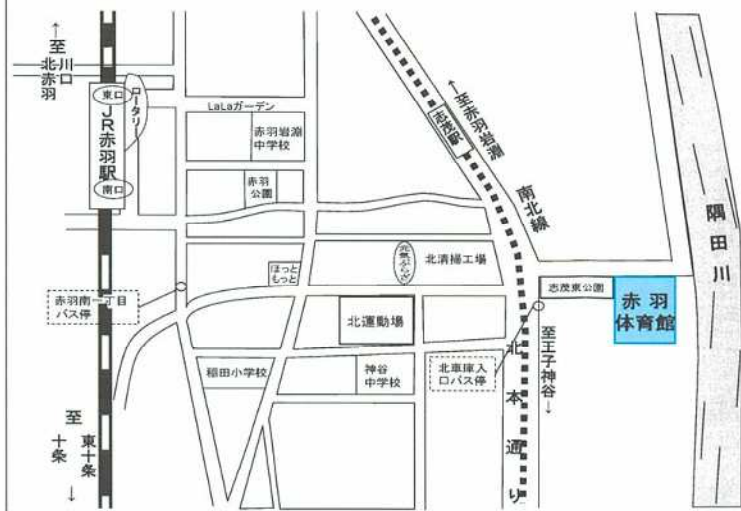 ←至川口
北赤羽
東口
ロータリー
JR赤羽駅
南口
LaLaガーデン
赤羽岩淵
中学校
赤羽
公園
志茂駅
←至赤羽岩淵
南北線
隅田川
元気ぷらざ
北清掃工場
ほっと
もっと
志茂東公園
赤羽
体育館
赤羽南一丁目
バス停
北運動場
稲田小学校
神谷
中学校
北車庫入
口バス停
至王子神谷→
北本通り
至
東十条
十条
↓